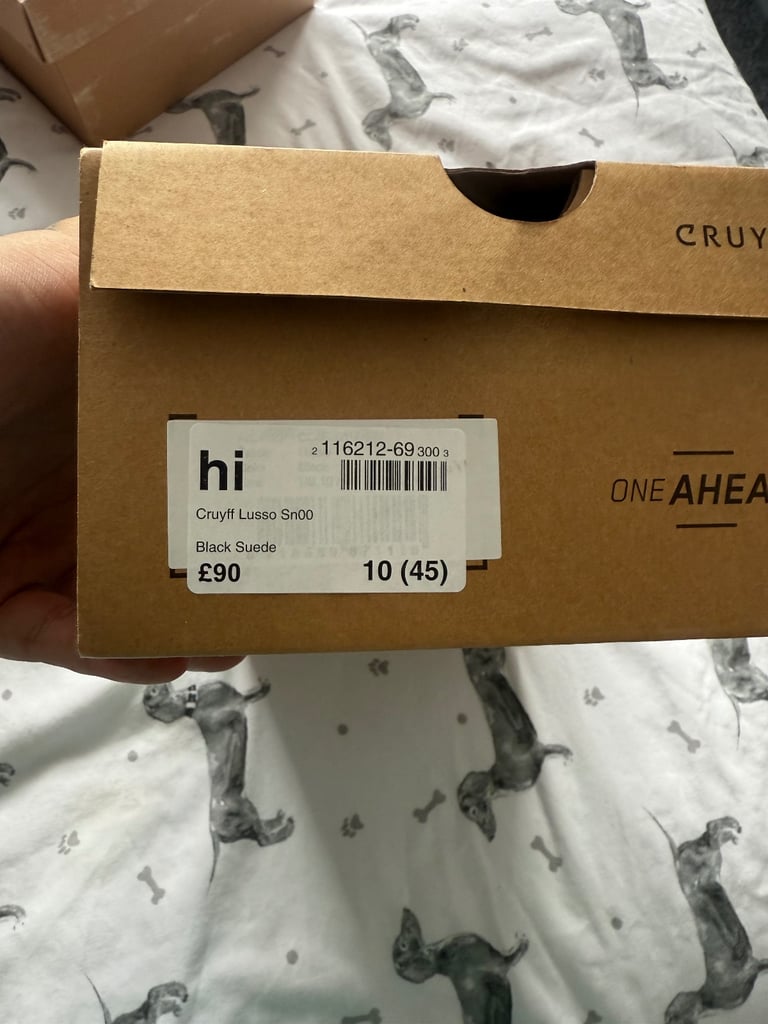 CRUY
hi
2 116212-69 300 3
Cruyff Lusso Sn00
Black Suede
£90 10 (45)
ONE AHEA